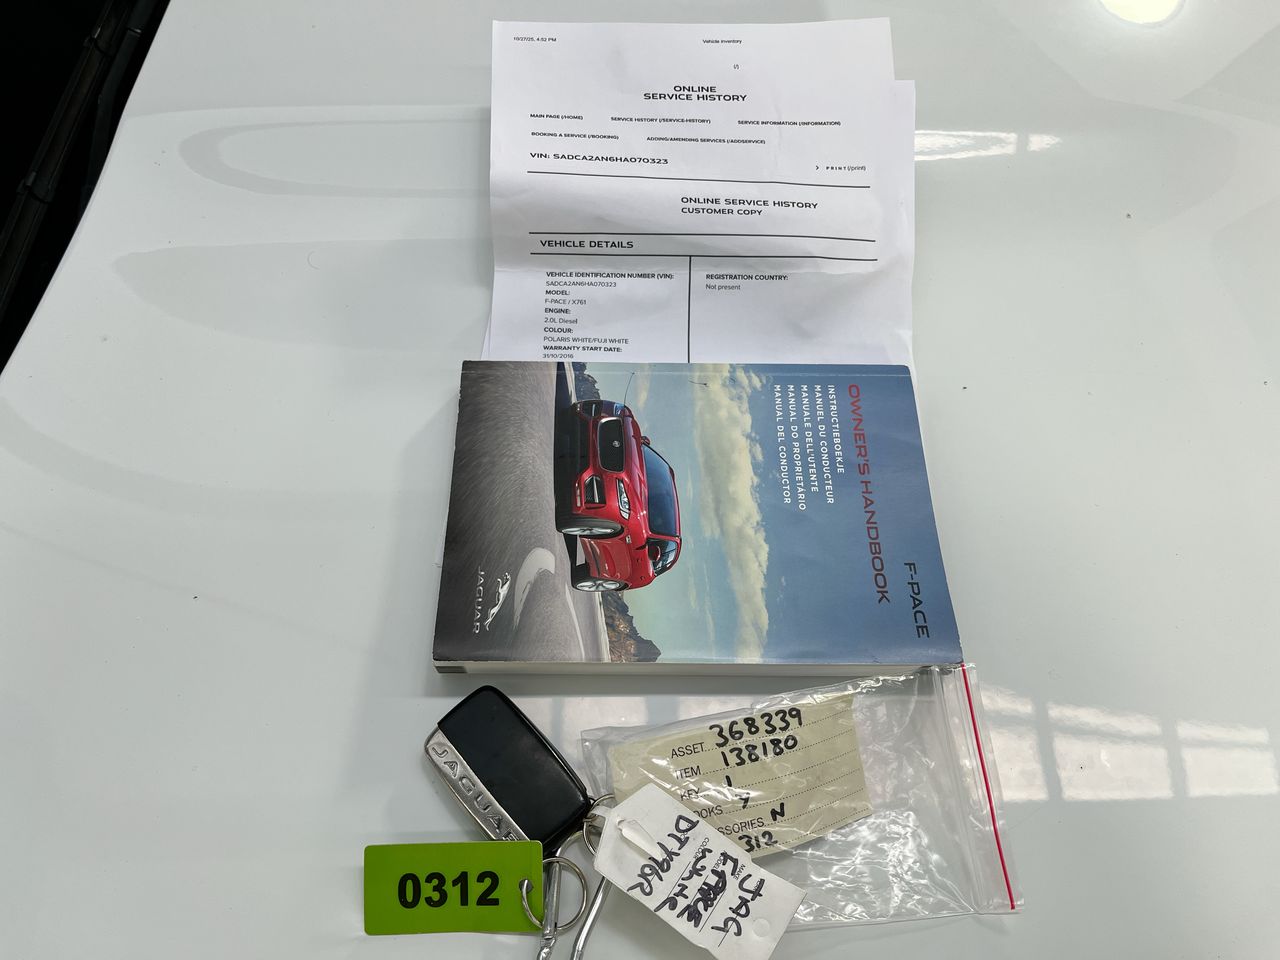 10/27/25, 4:52 PM
Vehicle Inventory
(/)
ONLINE
SERVICE HISTORY
MAIN PAGE (/HOME)
SERVICE HISTORY (/SERVICE-HISTORY)
SERVICE INFORMATION (/INFORMATION)
BOOKING A SERVICE (/BOOKING)
ADDING/AMENDING SERVICES (/ADDSERVICE)
VIN: SADCA2AN6HA070323
> PRINT (/print)
ONLINE SERVICE HISTORY
CUSTOMER COPY
VEHICLE DETAILS
VEHICLE IDENTIFICATION NUMBER (VIN):
SADCA2AN6HA070323
MODEL:
F-PACE / X761
ENGINE:
2.0L Diesel
COLOUR:
POLARIS WHITE/FUJI WHITE
WARRANTY START DATE:
31/10/2016
REGISTRATION COUNTRY:
Not present
F-PACE
OWNER'S HANDBOOK
INSTRUCTIEBOEKJE
MANUEL DU CONDUCTEUR
MANUALE DELL'UTENTE
MANUAL DO PROPRIETÁRIO
MANUAL DEL CONDUCTOR
JAGUAR
JAGUAR
ASSET 368339
ITEM 138180
KEY 1
OOKS Y
SSORIES N
312
0312
MAKE JAG
MODEL F PACE
COLOUR White